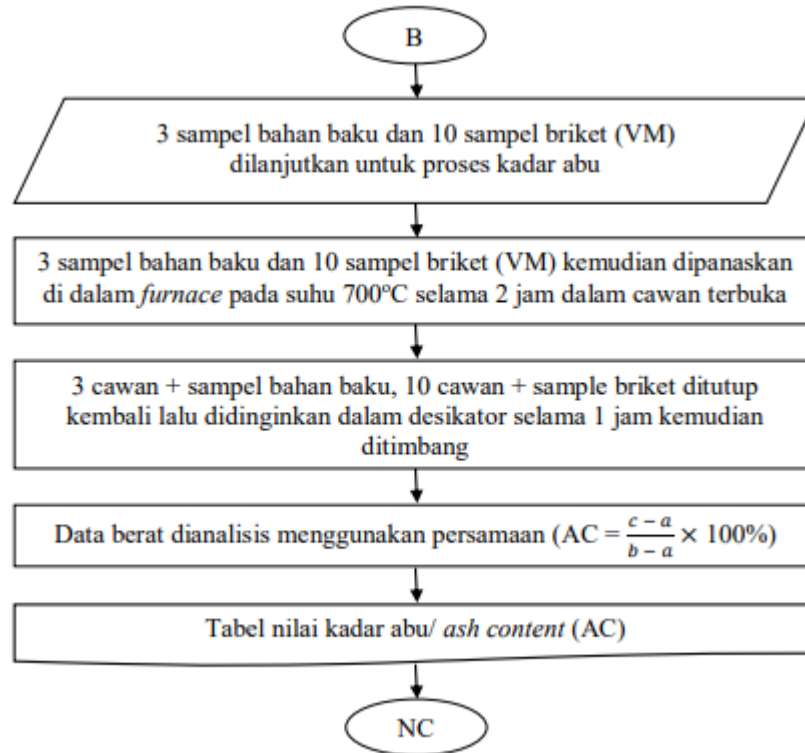 B
3 sampel bahan baku dan 10 sampel briket (VM)
dilanjutkan untuk proses kadar abu
3 sampel bahan baku dan 10 sampel briket (VM) kemudian dipanaskan
di dalam furnace pada suhu 700ºC selama 2 jam dalam cawan terbuka
3 cawan + sampel bahan baku, 10 cawan + sample briket ditutup
kembali lalu didinginkan dalam desikator selama 1 jam kemudian
ditimbang
Data berat dianalisis menggunakan persamaan (AC = \frac{c - a}{b - a} × 100%)
Tabel nilai kadar abu/ ash content (AC)
NC